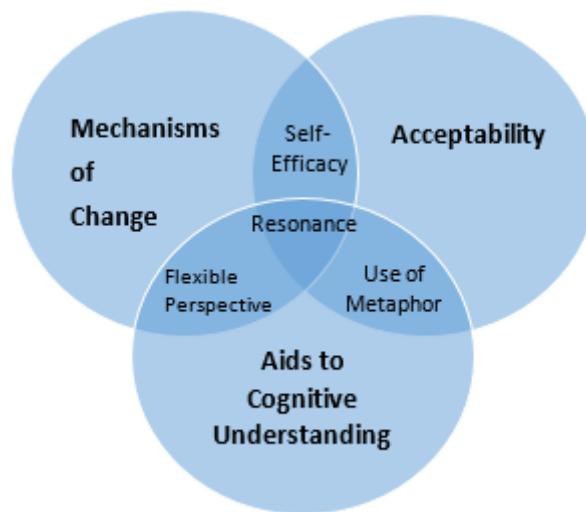 Mechanisms
of
Change
Self-
Efficacy
Acceptability
Resonance
Flexible
Perspective
Use of
Metaphor
Aids to
Cognitive
Understanding